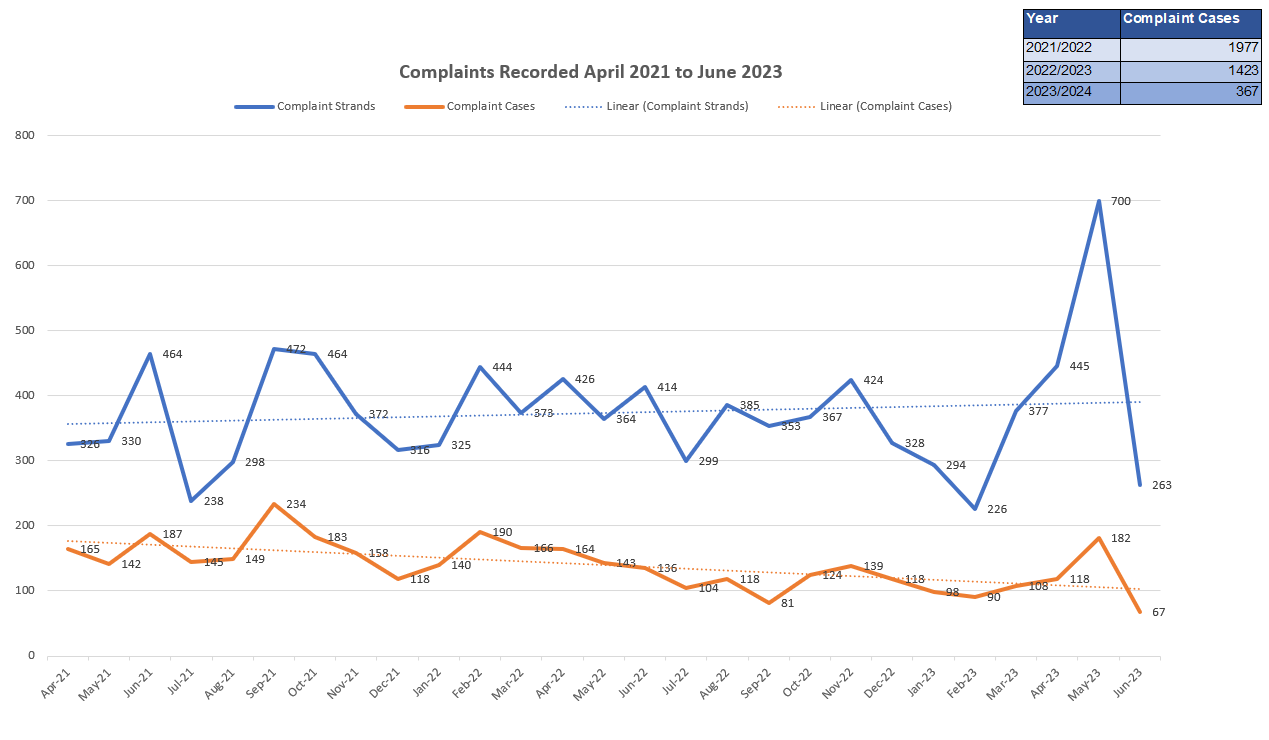 Year Complaint Cases
2021/2022 1977
2022/2023 1423
2023/2024 367
Complaints Recorded April 2021 to June 2023
Complaint Strands Complaint Cases Linear (Complaint Strands) Linear (Complaint Cases)
800
700
600
500
400
300
200
100
0
326 330 464 238 298 472 464 372 316 325 444 373 426 364 414 299 385 353 367 424 328 294 226 377 445 700 263
165 142 187 145 149 234 183 158 118 140 190 166 164 143 136 104 118 81 124 139 118 98 90 108 118 182 67
Apr-21 May-21 Jun-21 Jul-21 Aug-21 Sep-21 Oct-21 Nov-21 Dec-21 Jan-22 Feb-22 Mar-22 Apr-22 May-22 Jun-22 Jul-22 Aug-22 Sep-22 Oct-22 Nov-22 Dec-22 Jan-23 Feb-23 Mar-23 Apr-23 May-23 Jun-23